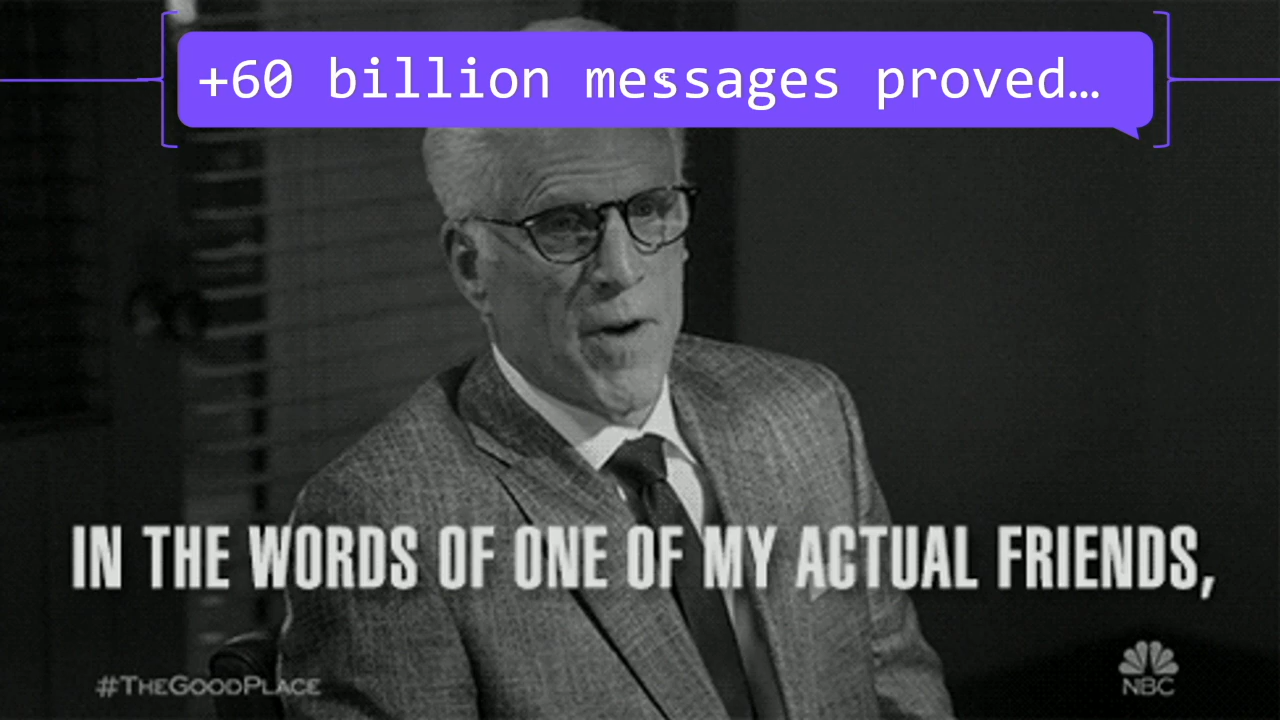 +60 billion messages proved…
IN THE WORDS OF ONE OF MY ACTUAL FRIENDS,
#THEGOODPLACE
NBC